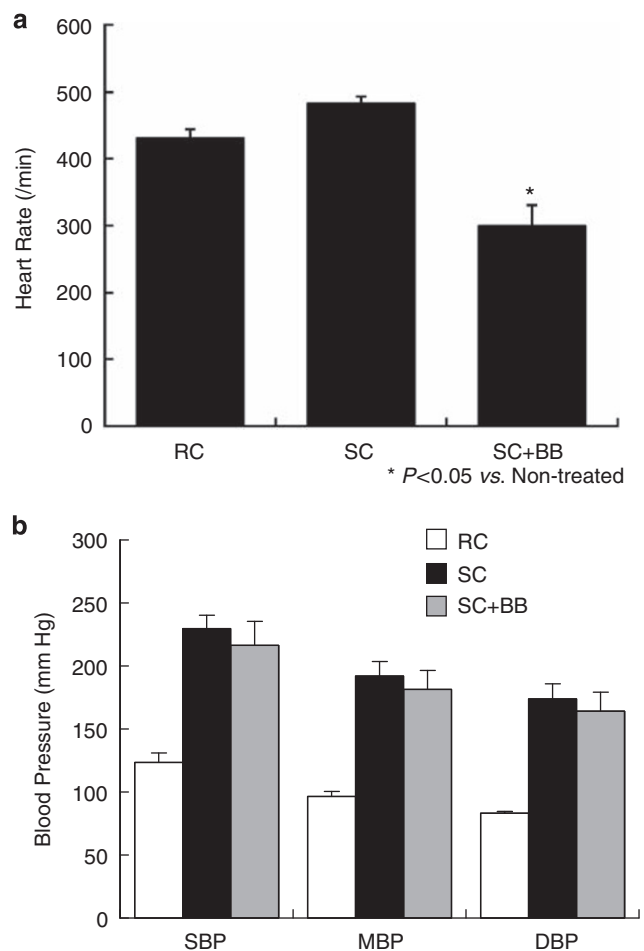 a
600
500
400
300
200
100
0
Heart Rate (/min)
*
RC SC SC+BB
* P<0.05 vs. Non-treated
b
300
250
200
150
100
50
0
Blood Pressure (mm Hg)
RC
SC
SC+BB
SBP MBP DBP